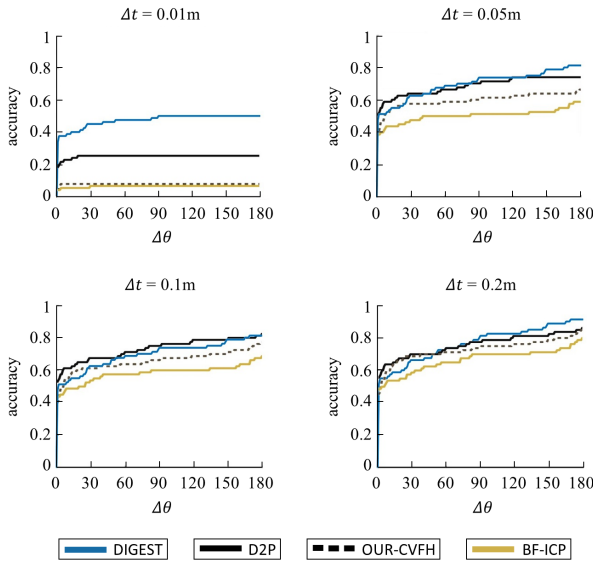 Δt = 0.01m
1
0.8
0.6
0.4
0.2
0
accuracy
0 30 60 90 120 150 180
Δθ
Δt = 0.05m
1
0.8
0.6
0.4
0.2
0
accuracy
0 30 60 90 120 150 180
Δθ
Δt = 0.1m
1
0.8
0.6
0.4
0.2
0
accuracy
0 30 60 90 120 150 180
Δθ
Δt = 0.2m
1
0.8
0.6
0.4
0.2
0
accuracy
0 30 60 90 120 150 180
Δθ
DIGEST D2P OUR-CVFH BF-ICP